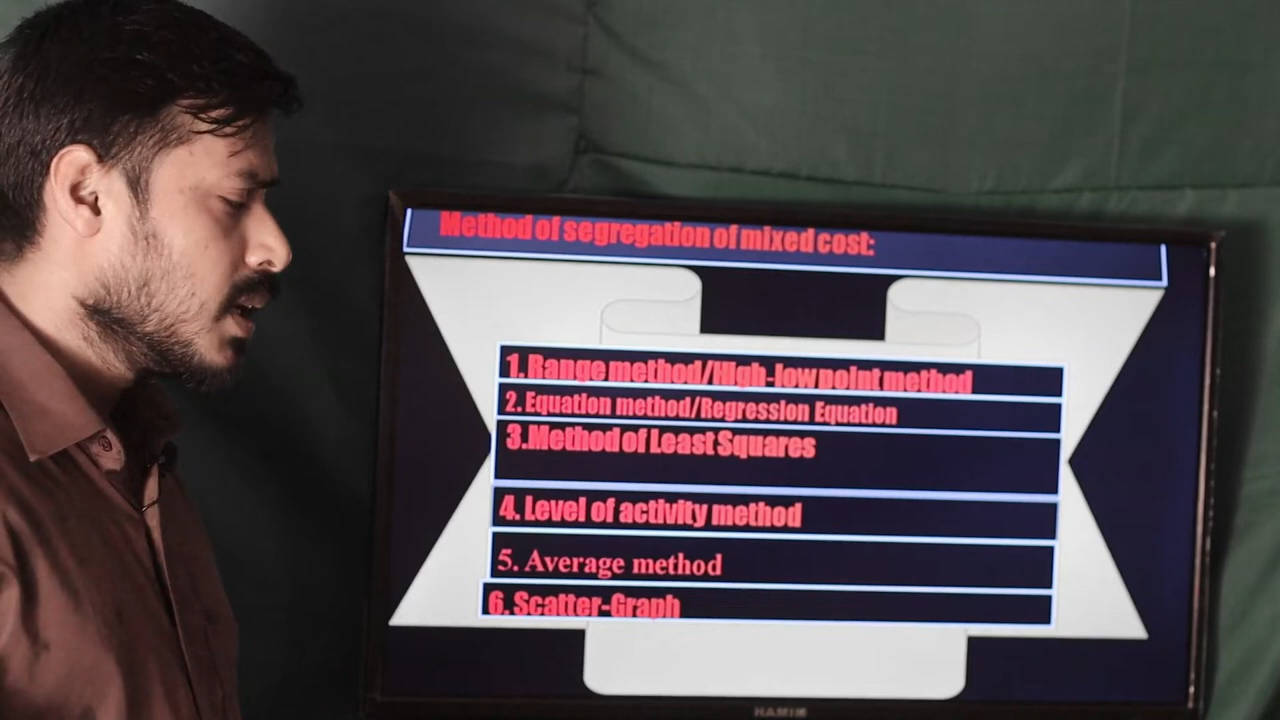 Method of segregation of mixed cost:
1. Range method/High-low point method
2. Equation method/Regression Equation
3.Method of Least Squares
4. Level of activity method
5. Average method
6. Scatter-Graph
HAMIM